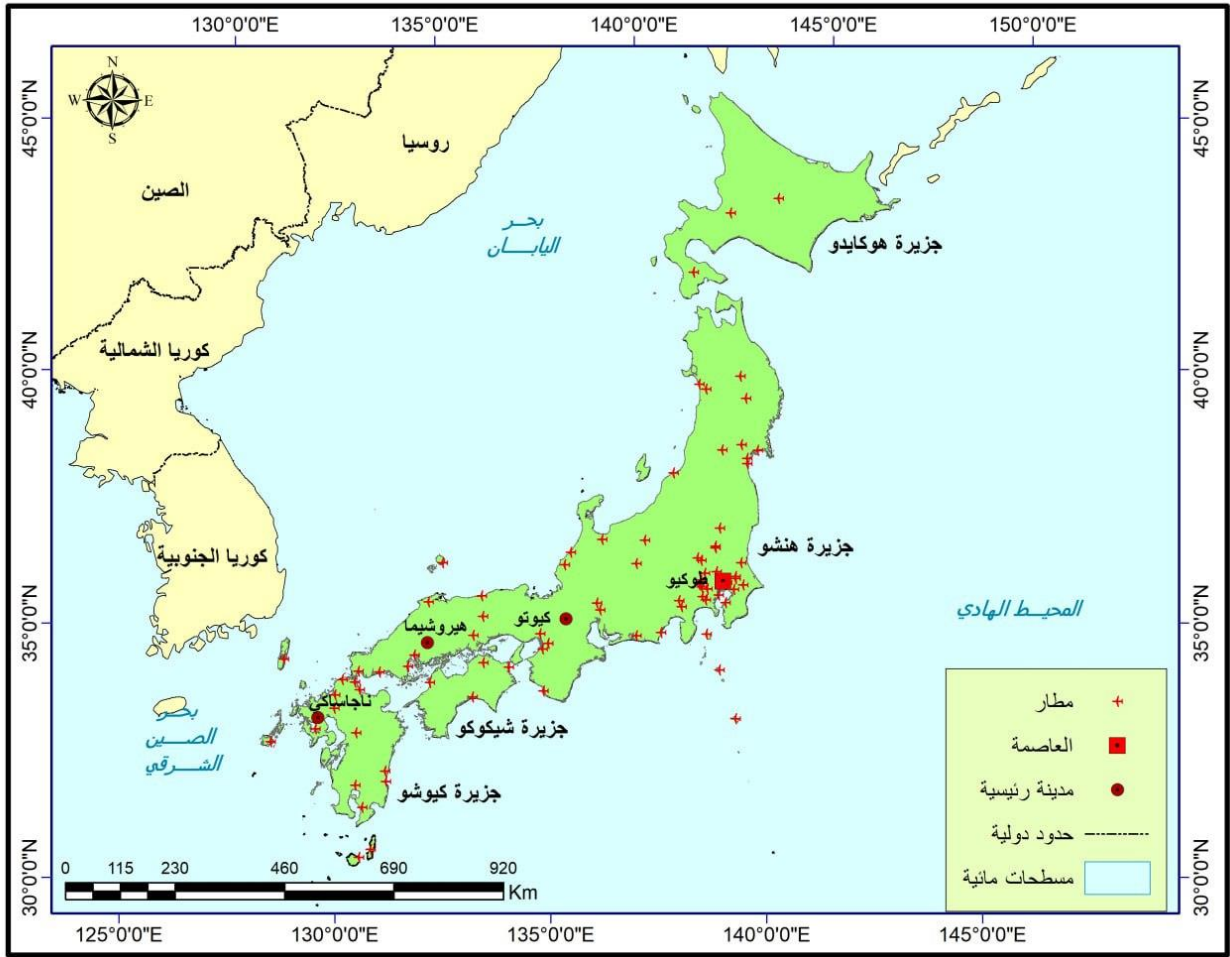 130°0'0"E
135°0'0"E
140°0'0"E
145°0'0"E
150°0'0"E
45°0'0"N
45°0'0"N
40°0'0"N
40°0'0"N
35°0'0"N
35°0'0"N
30°0'0"N
30°0'0"N
N
W E
S
روسيا
الصين
بحر
اليابان
جزيرة هوكايدو
كوريا الشمالية
كوريا الجنوبية
جزيرة هنشو
طوكيو
كيوتو
هيروشيما
المحيط الهادي
ناجاساكي
جزيرة شيكوكو
بحر
الصين
الشرقي
جزيرة كيوشو
مطار
العاصمة
مدينة رئيسية
حدود دولية
مسطحات مائية
0 115 230 460 690 920
Km
125°0'0"E
130°0'0"E
135°0'0"E
140°0'0"E
145°0'0"E